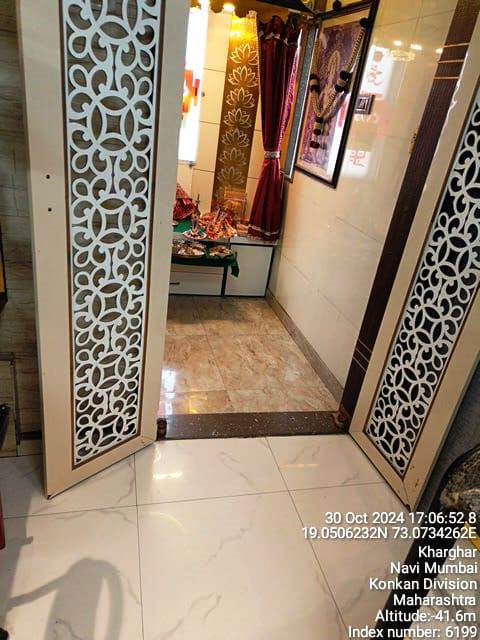 30 Oct 2024 17:06:52.8
19.0506232N 73.0734262E
Kharghar
Navi Mumbai
Konkan Division
Maharashtra
Altitude:-41.6m
Index number: 6199